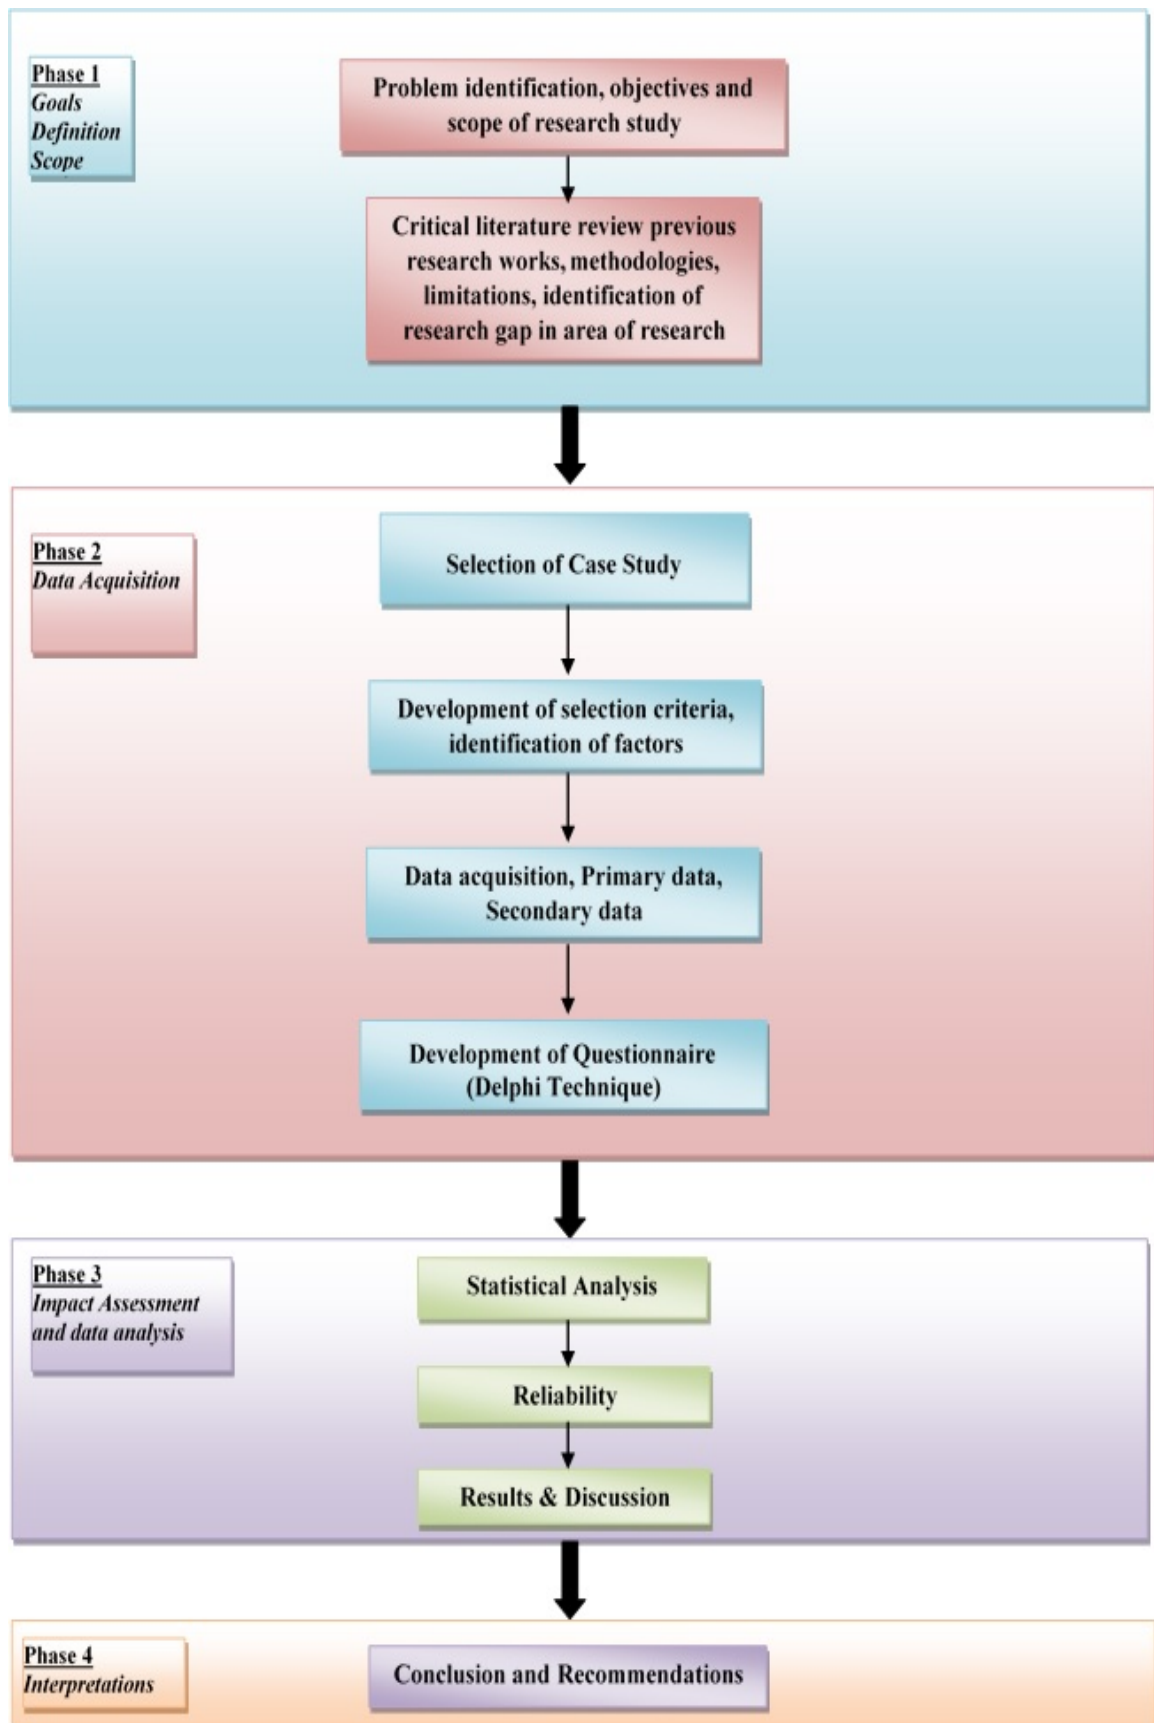 Phase 1
Goals
Definition
Scope
Problem identification, objectives and
scope of research study
Critical literature review previous
research works, methodologies,
limitations, identification of
research gap in area of research
Phase 2
Data Acquisition
Selection of Case Study
Development of selection criteria,
identification of factors
Data acquisition, Primary data,
Secondary data
Development of Questionnaire
(Delphi Technique)
Phase 3
Impact Assessment
and data analysis
Statistical Analysis
Reliability
Results & Discussion
Phase 4
Interpretations
Conclusion and Recommendations